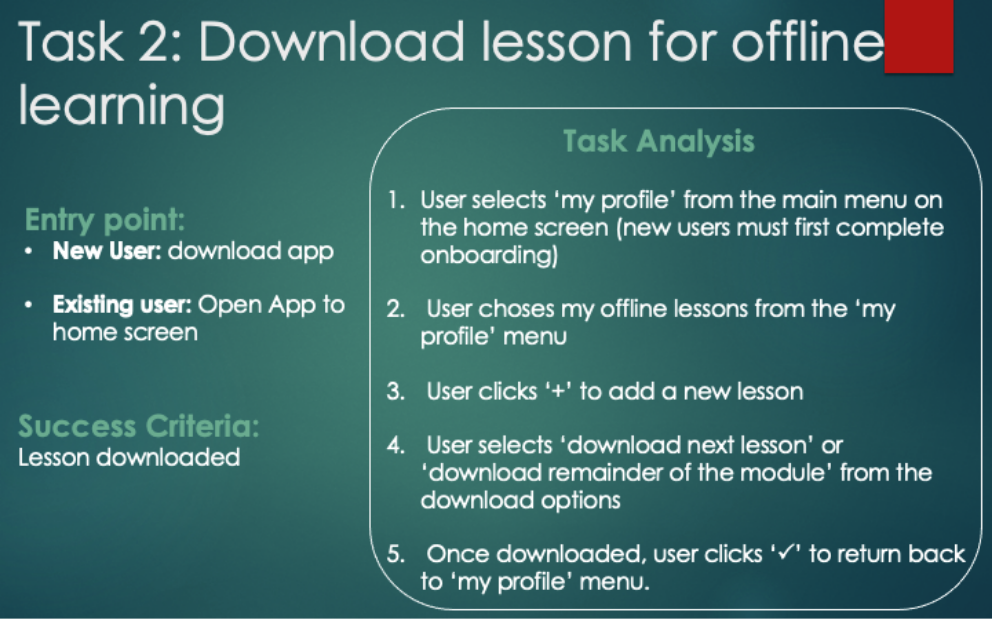 Task 2: Download lesson for offline
learning
Entry point:
• New User: download app
• Existing user: Open App to
home screen
Success Criteria:
Lesson downloaded
Task Analysis
1. User selects ‘my profile’ from the main menu on
the home screen (new users must first complete
onboarding)
2. User choses my offline lessons from the ‘my
profile’ menu
3. User clicks ‘+’ to add a new lesson
4. User selects ‘download next lesson’ or
‘download remainder of the module’ from the
download options
5. Once downloaded, user clicks ‘✓’ to return back
to ‘my profile’ menu.